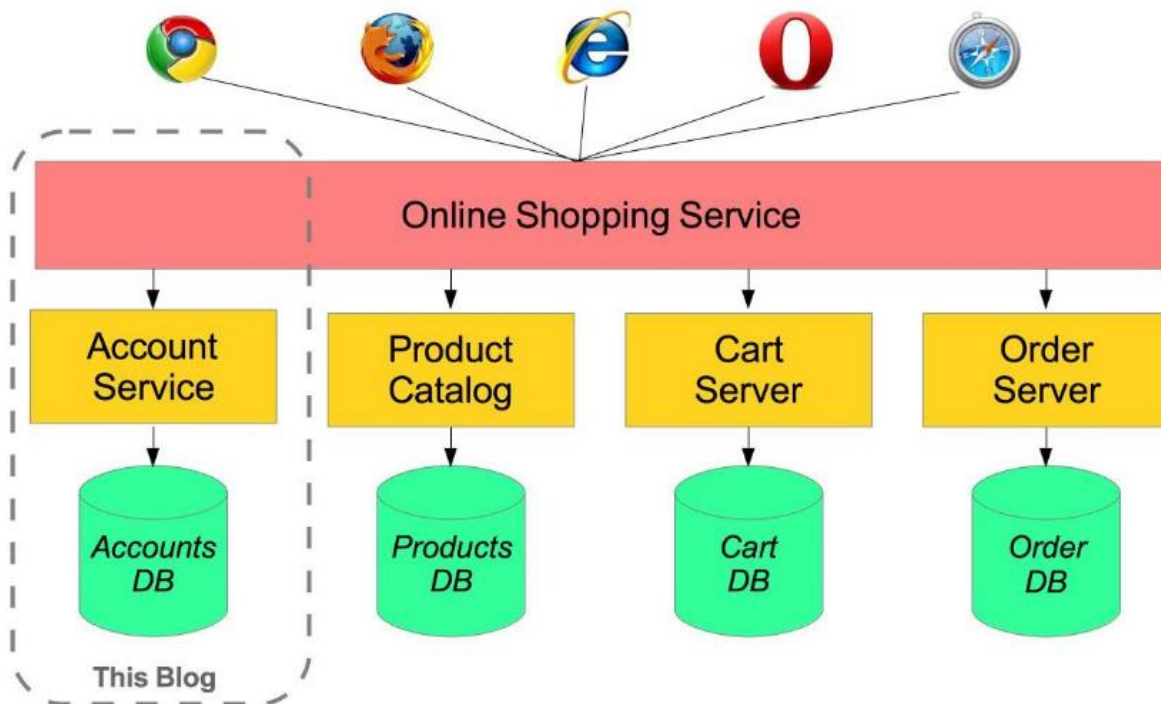 Online Shopping Service
Account
Service
Product
Catalog
Cart
Server
Order
Server
Accounts
DB
Products
DB
Cart
DB
Order
DB
This Blog